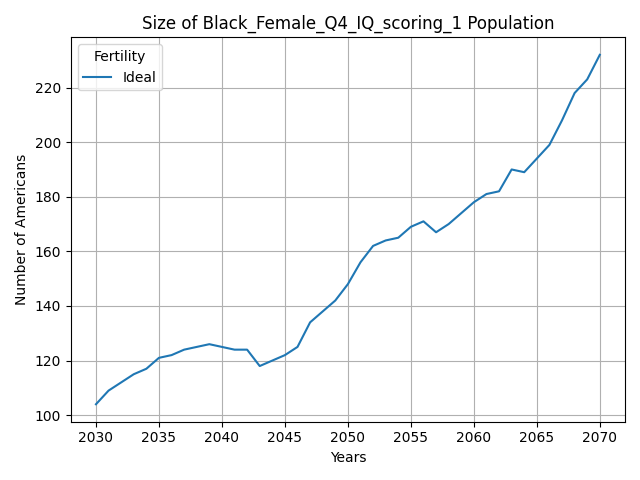 Size of Black_Female_Q4_IQ_scoring_1 Population
Fertility
Ideal
Number of Americans
220
200
180
160
140
120
100
2030 2035 2040 2045 2050 2055 2060 2065 2070
Years